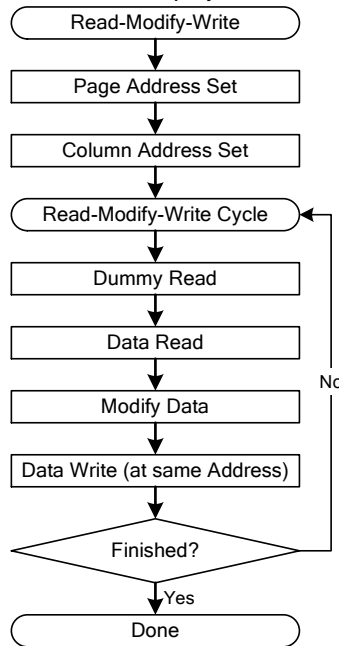 Read-Modify-Write
Page Address Set
Column Address Set
Read-Modify-Write Cycle
Dummy Read
Data Read
No
Modify Data
Data Write (at same Address)
Finished?
Yes
Done